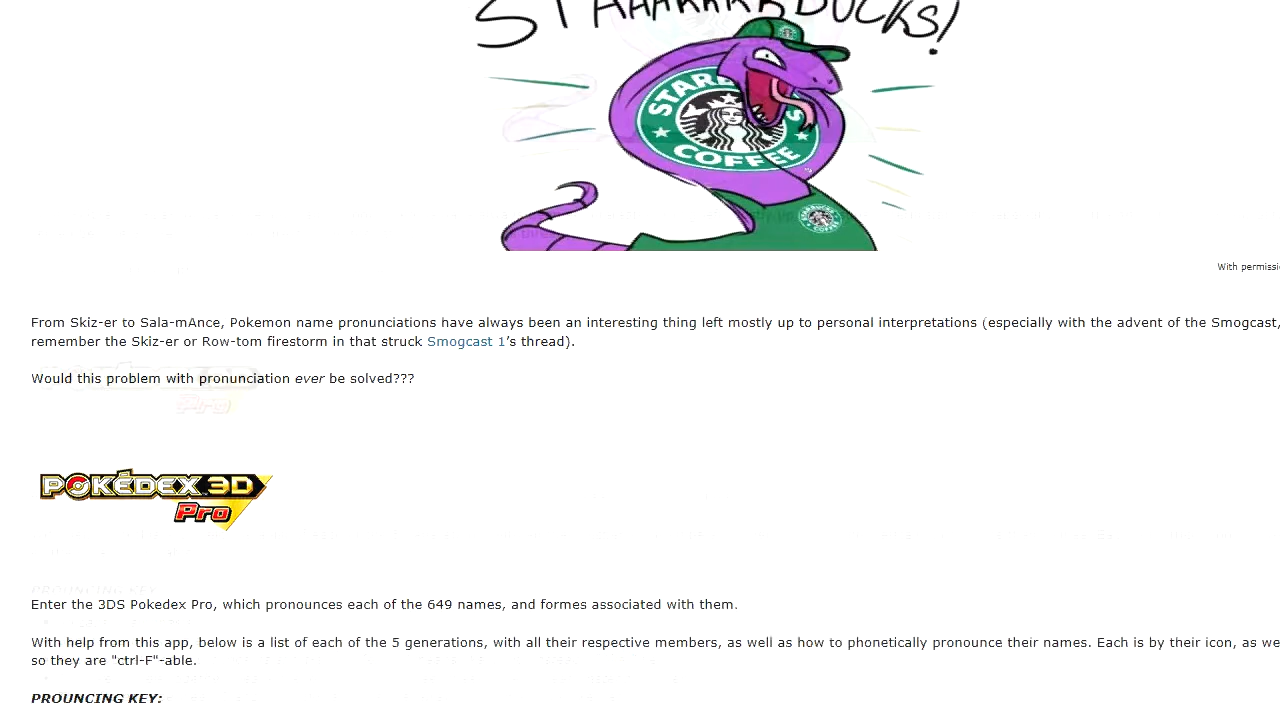 STAAARRRBUCKS!
STARBUCKS
COFFEE
STARBUCKS
COFFEE
With permissi
From Skiz-er to Sala-mAnce, Pokemon name pronunciations have always been an interesting thing left mostly up to personal interpretations (especially with the advent of the Smogcast,
remember the Skiz-er or Row-tom firestorm in that struck Smogcast 1's thread).
Would this problem with pronunciation ever be solved???
POKÉDEX 3D
Pro
Enter the 3DS Pokedex Pro, which pronounces each of the 649 names, and formes associated with them.
With help from this app, below is a list of each of the 5 generations, with all their respective members, as well as how to phonetically pronounce their names. Each is by their icon, as we
so they are "ctrl-F"-able.
PROUNCING KEY: